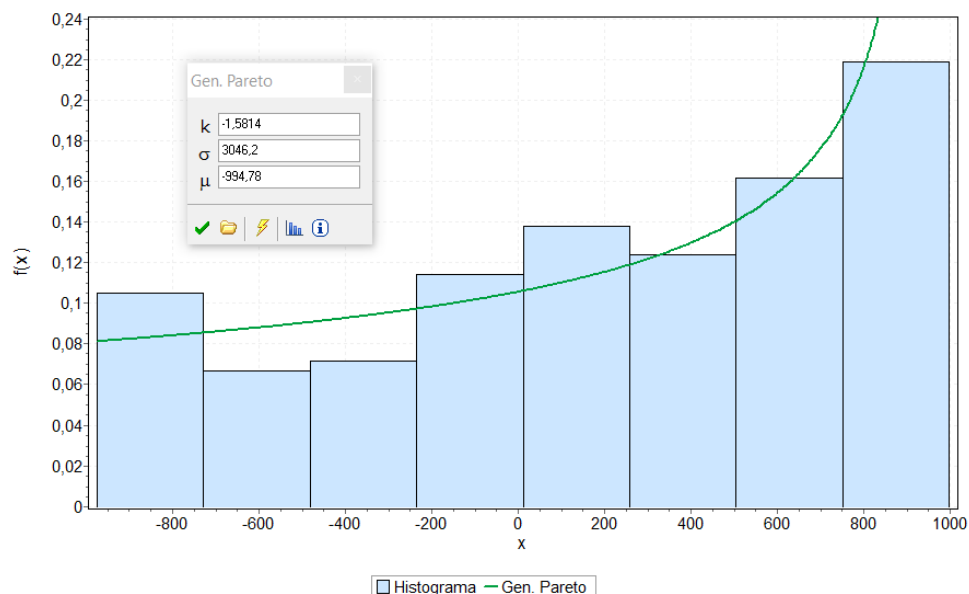 0,24
0,22
0,2
0,18
0,16
0,14
0,12
0,1
0,08
0,06
0,04
0,02
0
f(x)
Gen. Pareto
k -1,5814
σ 3046,2
μ -994,78
-800 -600 -400 -200 0 200 400 600 800 1000
x
Histograma Gen. Pareto